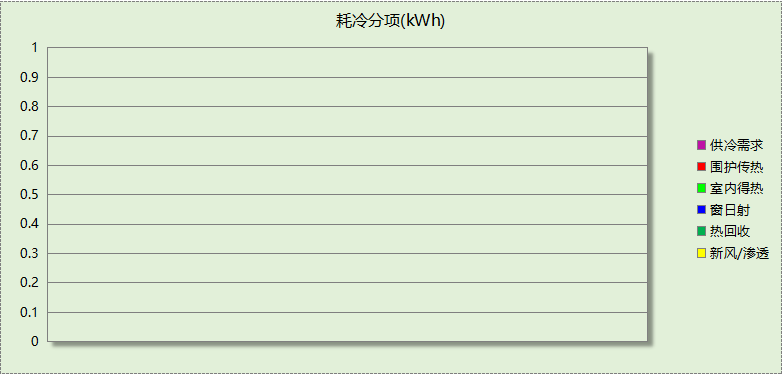 耗冷分项(kWh)
1
0.9
0.8
0.7
0.6
0.5
0.4
0.3
0.2
0.1
0
供冷需求
围护传热
室内得热
窗日射
热回收
新风/渗透